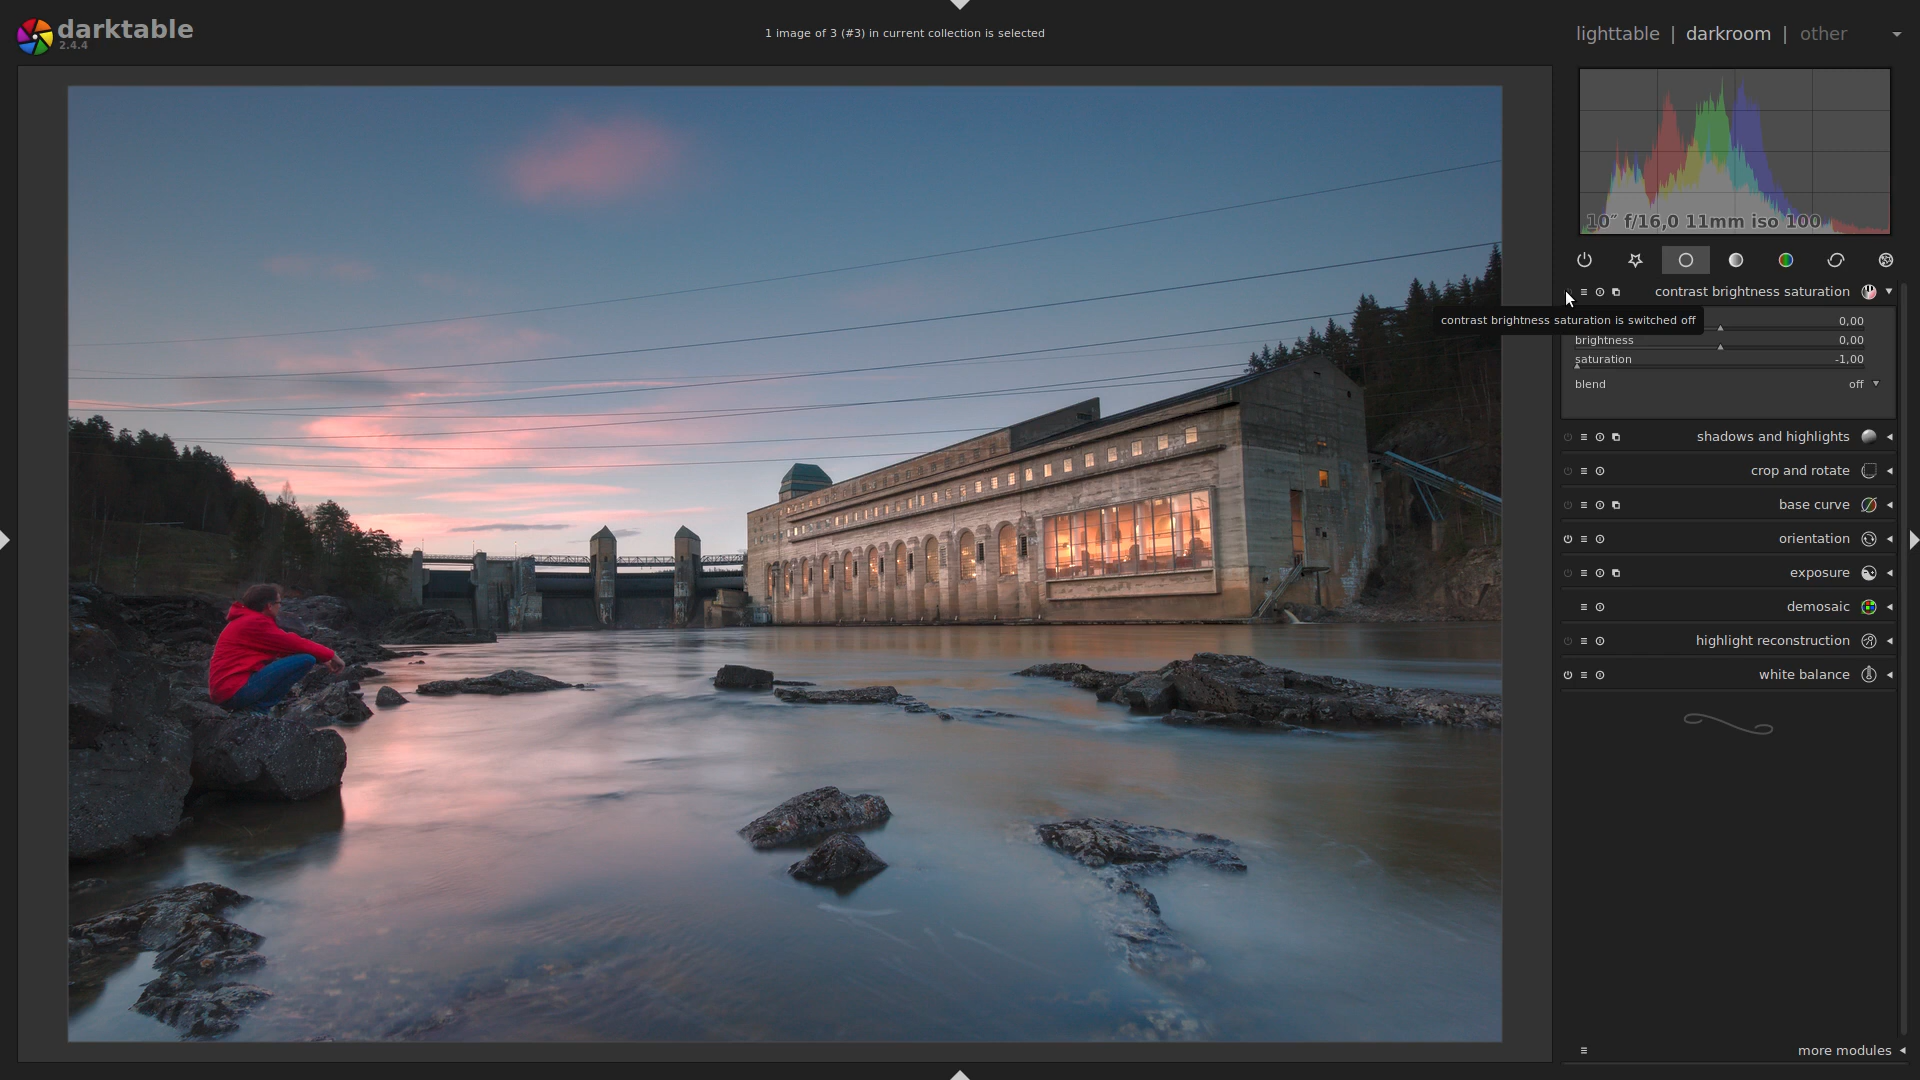 darktable
2.4.4
1 image of 3 (#3) in current collection is selected
lighttable | darkroom | other
10" f/16,0 11mm iso 100
contrast brightness saturation
contrast brightness saturation is switched off
0,00
brightness 0,00
saturation -1,00
blend off
shadows and highlights
crop and rotate
base curve
orientation
exposure
demosaic
highlight reconstruction
white balance
more modules